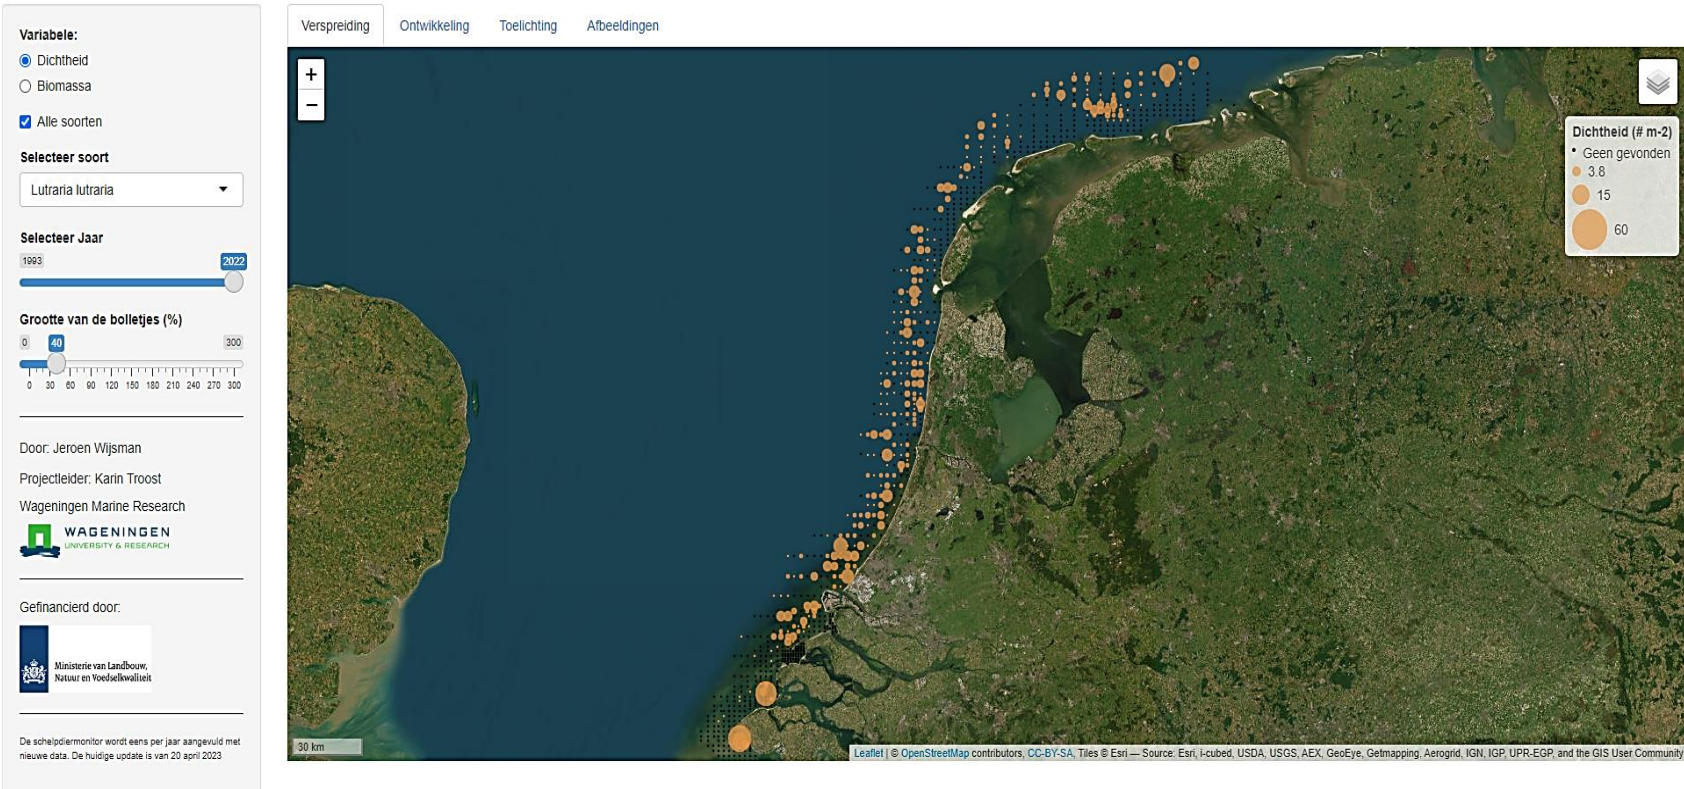 Variabele:
Dichtheid
Biomassa
Alle soorten
Selecteer soort
Lutraria lutraria
Selecteer Jaar
1993
2022
Grootte van de bolletjes (%)
0
40
300
0 30 60 90 120 150 180 210 240 270 300
Door: Jeroen Wijsman
Projectleider: Karin Troost
Wageningen Marine Research
WAGENINGEN
UNIVERSITY & RESEARCH
Gefinancierd door:
Ministerie van Landbouw,
Natuur en Voedselkwaliteit
De schelpdiermonitor wordt eens per jaar aangevuld met
nieuwe data. De huidige update is van 20 april 2023
Verspreiding Ontwikkeling Toelichting Afbeeldingen
+
−
Dichtheid (# m-2)
Geen gevonden
3.8
15
60
30 km
Leaflet | © OpenStreetMap contributors, CC-BY-SA, Tiles © Esri — Source: Esri, i-cubed, USDA, USGS, AEX, GeoEye, Getmapping, Aerogrid, IGN, IGP, UPR-EGP, and the GIS User Community